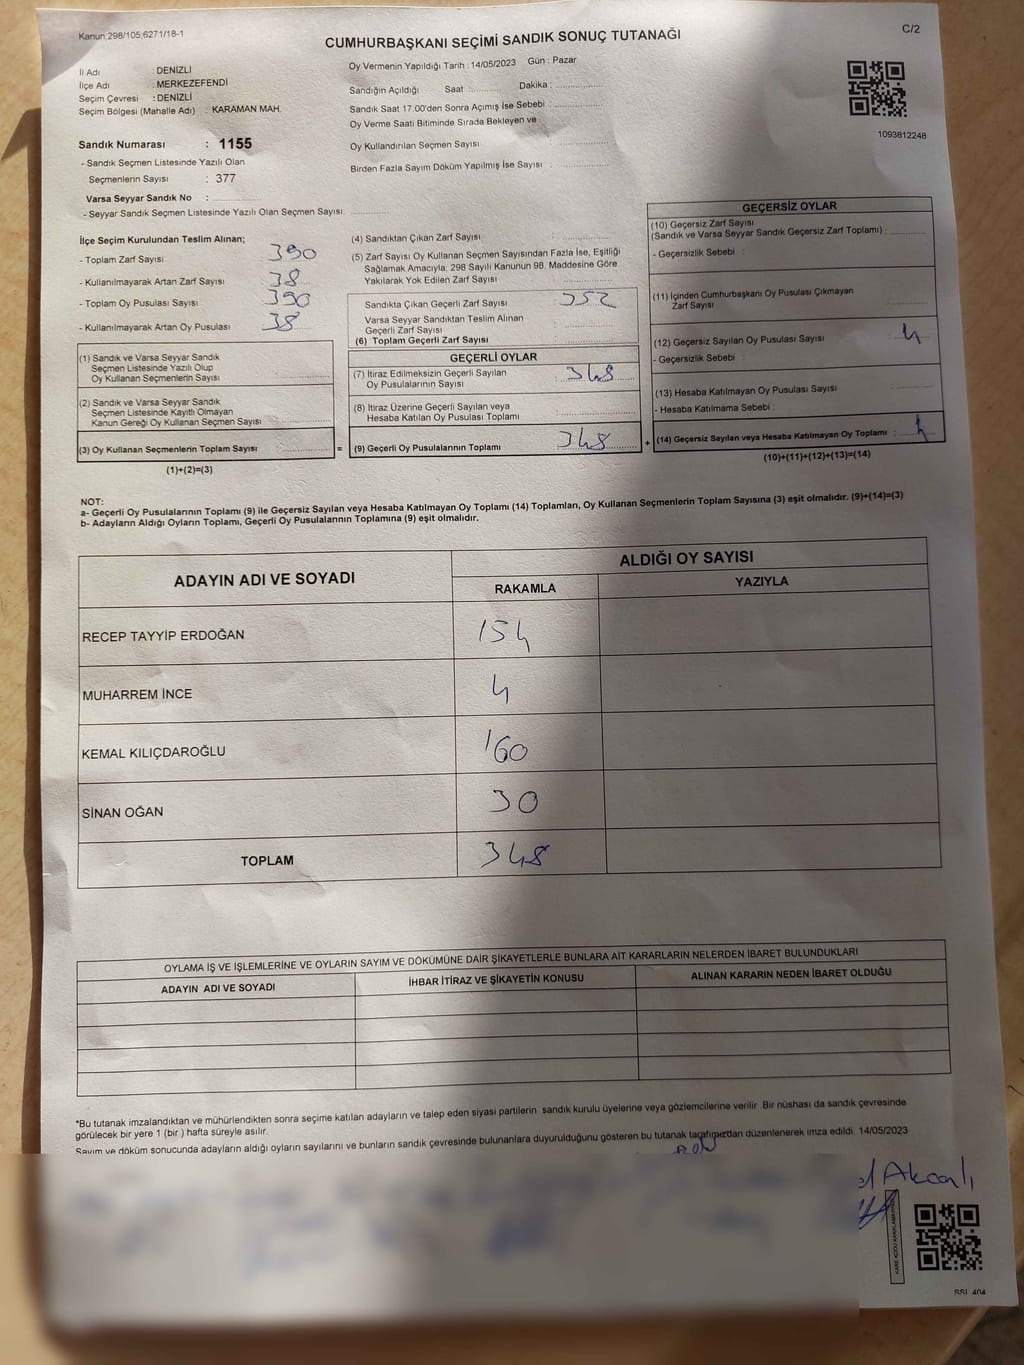 Kanun:298/105,6271/18-1
C/2
CUMHURBAŞKANI SEÇİMİ SANDIK SONUÇ TUTANAĞI
İl Adı : DENİZLİ
İlçe Adı : MERKEZEFENDİ
Seçim Çevresi : DENİZLİ
Seçim Bölgesi (Mahalle Adı) : KARAMAN MAH.
Sandık Numarası : 1155
- Sandık Seçmen Listesinde Yazılı Olan
Seçmenlerin Sayısı : 377
Varsa Seyyar Sandık No :
- Seyyar Sandık Seçmen Listesinde Yazılı Olan Seçmen Sayısı:
Oy Vermenin Yapıldığı Tarih : 14/05/2023 Gün : Pazar
Sandığın Açıldığı Saat : Dakika :
Sandık Saat 17:00'den Sonra Açımış İse Sebebi :
Oy Verme Saati Bitiminde Sırada Bekleyen ve
Oy Kullandırılan Seçmen Sayısı :
Birden Fazla Sayım Döküm Yapılmış İse Sayısı :
1093812248
İlçe Seçim Kurulundan Teslim Alınan;
- Toplam Zarf Sayısı : 390
- Kullanılmayarak Artan Zarf Sayısı : 38
- Toplam Oy Pusulası Sayısı : 390
- Kullanılmayarak Artan Oy Pusulası : 38
(1) Sandık ve Varsa Seyyar Sandık
Seçmen Listesinde Yazılı Olup
Oy Kullanan Seçmenlerin Sayısı :
(2) Sandık ve Varsa Seyyar Sandık
Seçmen Listesinde Kayıtlı Olmayan
Kanun Gereği Oy Kullanan Seçmen Sayısı :
(3) Oy Kullanan Seçmenlerin Toplam Sayısı :
(1)+(2)=(3)
(4) Sandıktan Çıkan Zarf Sayısı :
(5) Zarf Sayısı Oy Kullanan Seçmen Sayısından Fazla İse, Eşitliği
Sağlamak Amacıyla; 298 Sayılı Kanunun 98. Maddesine Göre
Yakılarak Yok Edilen Zarf Sayısı :
Sandıkta Çıkan Geçerli Zarf Sayısı : 352
Varsa Seyyar Sandıktan Teslim Alınan
Geçerli Zarf Sayısı :
(6) Toplam Geçerli Zarf Sayısı :
GEÇERLİ OYLAR
(7) İtiraz Edilmeksizin Geçerli Sayılan
Oy Pusulalarının Sayısı : 348
(8) İtiraz Üzerine Geçerli Sayılan veya
Hesaba Katılan Oy Pusulası Toplamı :
= (9) Geçerli Oy Pusulalarının Toplamı : 348
GEÇERSİZ OYLAR
(10) Geçersiz Zarf Sayısı
(Sandık ve Varsa Seyyar Sandık Geçersiz Zarf Toplamı) :
- Geçersizlik Sebebi :
(11) İçinden Cumhurbaşkanı Oy Pusulası Çıkmayan
Zarf Sayısı :
(12) Geçersiz Sayılan Oy Pusulası Sayısı : 4
- Geçersizlik Sebebi :
(13) Hesaba Katılmayan Oy Pusulası Sayısı :
- Hesaba Katılmama Sebebi :
+ (14) Geçersiz Sayılan veya Hesaba Katılmayan Oy Toplamı : 4
(10)+(11)+(12)+(13)=(14)
NOT:
a- Geçerli Oy Pusulalarının Toplamı (9) ile Geçersiz Sayılan veya Hesaba Katılmayan Oy Toplamı (14) Toplamları, Oy Kullanan Seçmenlerin Toplam Sayısına (3) eşit olmalıdır. (9)+(14)=(3)
b- Adayların Aldığı Oyların Toplamı, Geçerli Oy Pusulalarının Toplamına (9) eşit olmalıdır.
ADAYIN ADI VE SOYADI ALDIĞI OY SAYISI
RAKAMLA YAZIYLA
RECEP TAYYİP ERDOĞAN 154
MUHARREM İNCE 4
KEMAL KILIÇDAROĞLU 160
SİNAN OĞAN 30
TOPLAM 348
OYLAMA İŞ VE İŞLEMLERİNE VE OYLARIN SAYIM VE DÖKÜMÜNE DAİR ŞİKAYETLERLE BUNLARA AİT KARARLARIN NELERDEN İBARET BULUNDUKLARI
ADAYIN ADI VE SOYADI İHBAR İTİRAZ VE ŞİKAYETİN KONUSU ALINAN KARARIN NEDEN İBARET OLDUĞU
*Bu tutanak imzalandıktan ve mühürlendikten sonra seçime katılan adayların ve talep eden siyasi partilerin sandık kurulu üyelerine veya gözlemcilerine verilir. Bir nüshası da sandık çevresinde
görülecek bir yere 1 (bir ) hafta süreyle asılır.
Sayım ve döküm sonucunda adayların aldığı oyların sayılarını ve bunların sandık çevresinde bulunanlara duyurulduğunu gösteren bu tutanak tarafımızdan düzenlenerek imza edildi. 14/05/2023
Akcalı